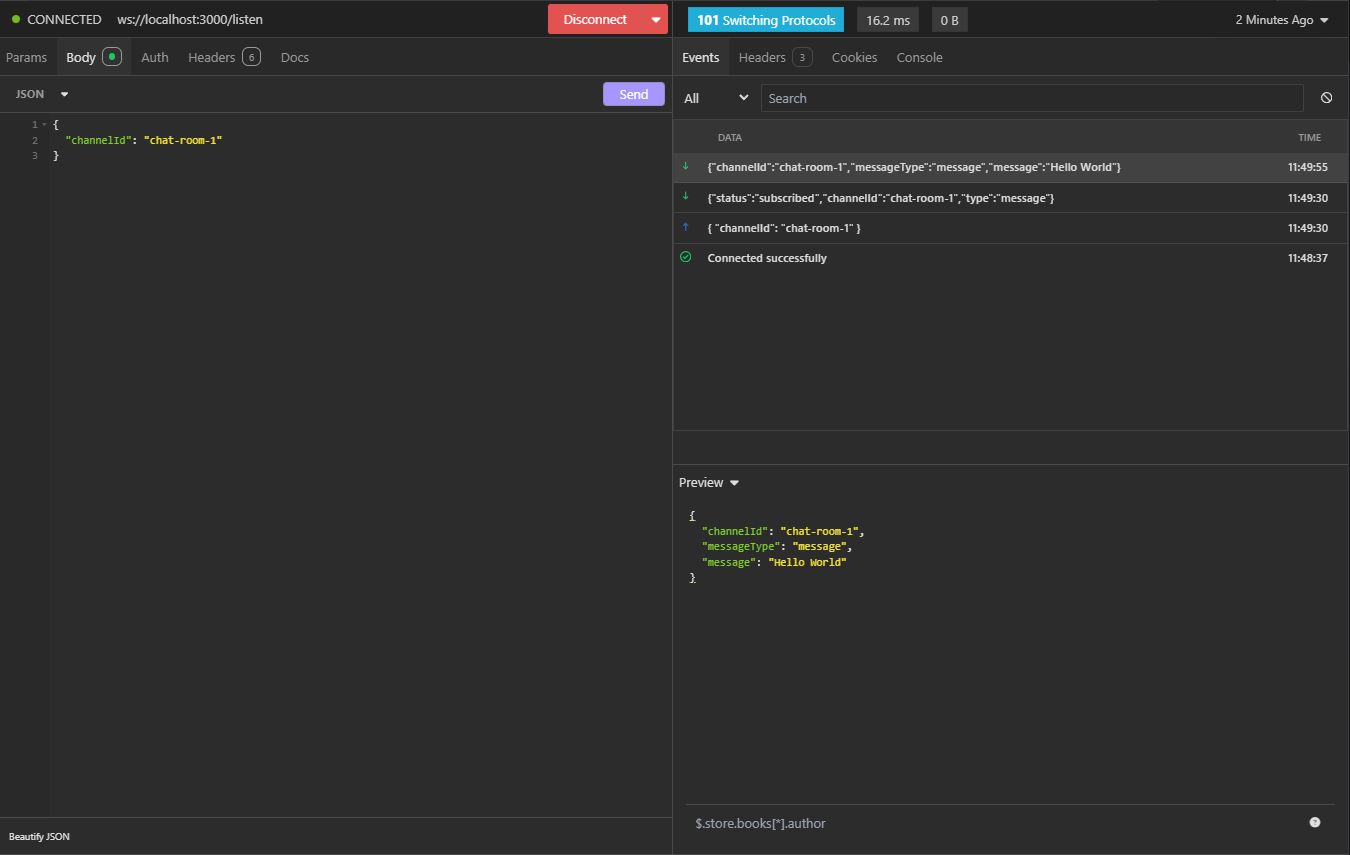 CONNECTED ws://localhost:3000/listen Disconnect
Params Body Auth Headers 6 Docs
JSON Send
1 {
2 "channelId": "chat-room-1"
3 }
Beautify JSON
101 Switching Protocols 16.2 ms 0 B 2 Minutes Ago
Events Headers 3 Cookies Console
All Search
DATA TIME
{"channelId":"chat-room-1","messageType":"message","message":"Hello World"} 11:49:55
{"status":"subscribed","channelId":"chat-room-1","type":"message"} 11:49:30
{ "channelId": "chat-room-1" } 11:49:30
Connected successfully 11:48:37
Preview
{
"channelId": "chat-room-1",
"messageType": "message",
"message": "Hello World"
}
$.store.books[*].author ?